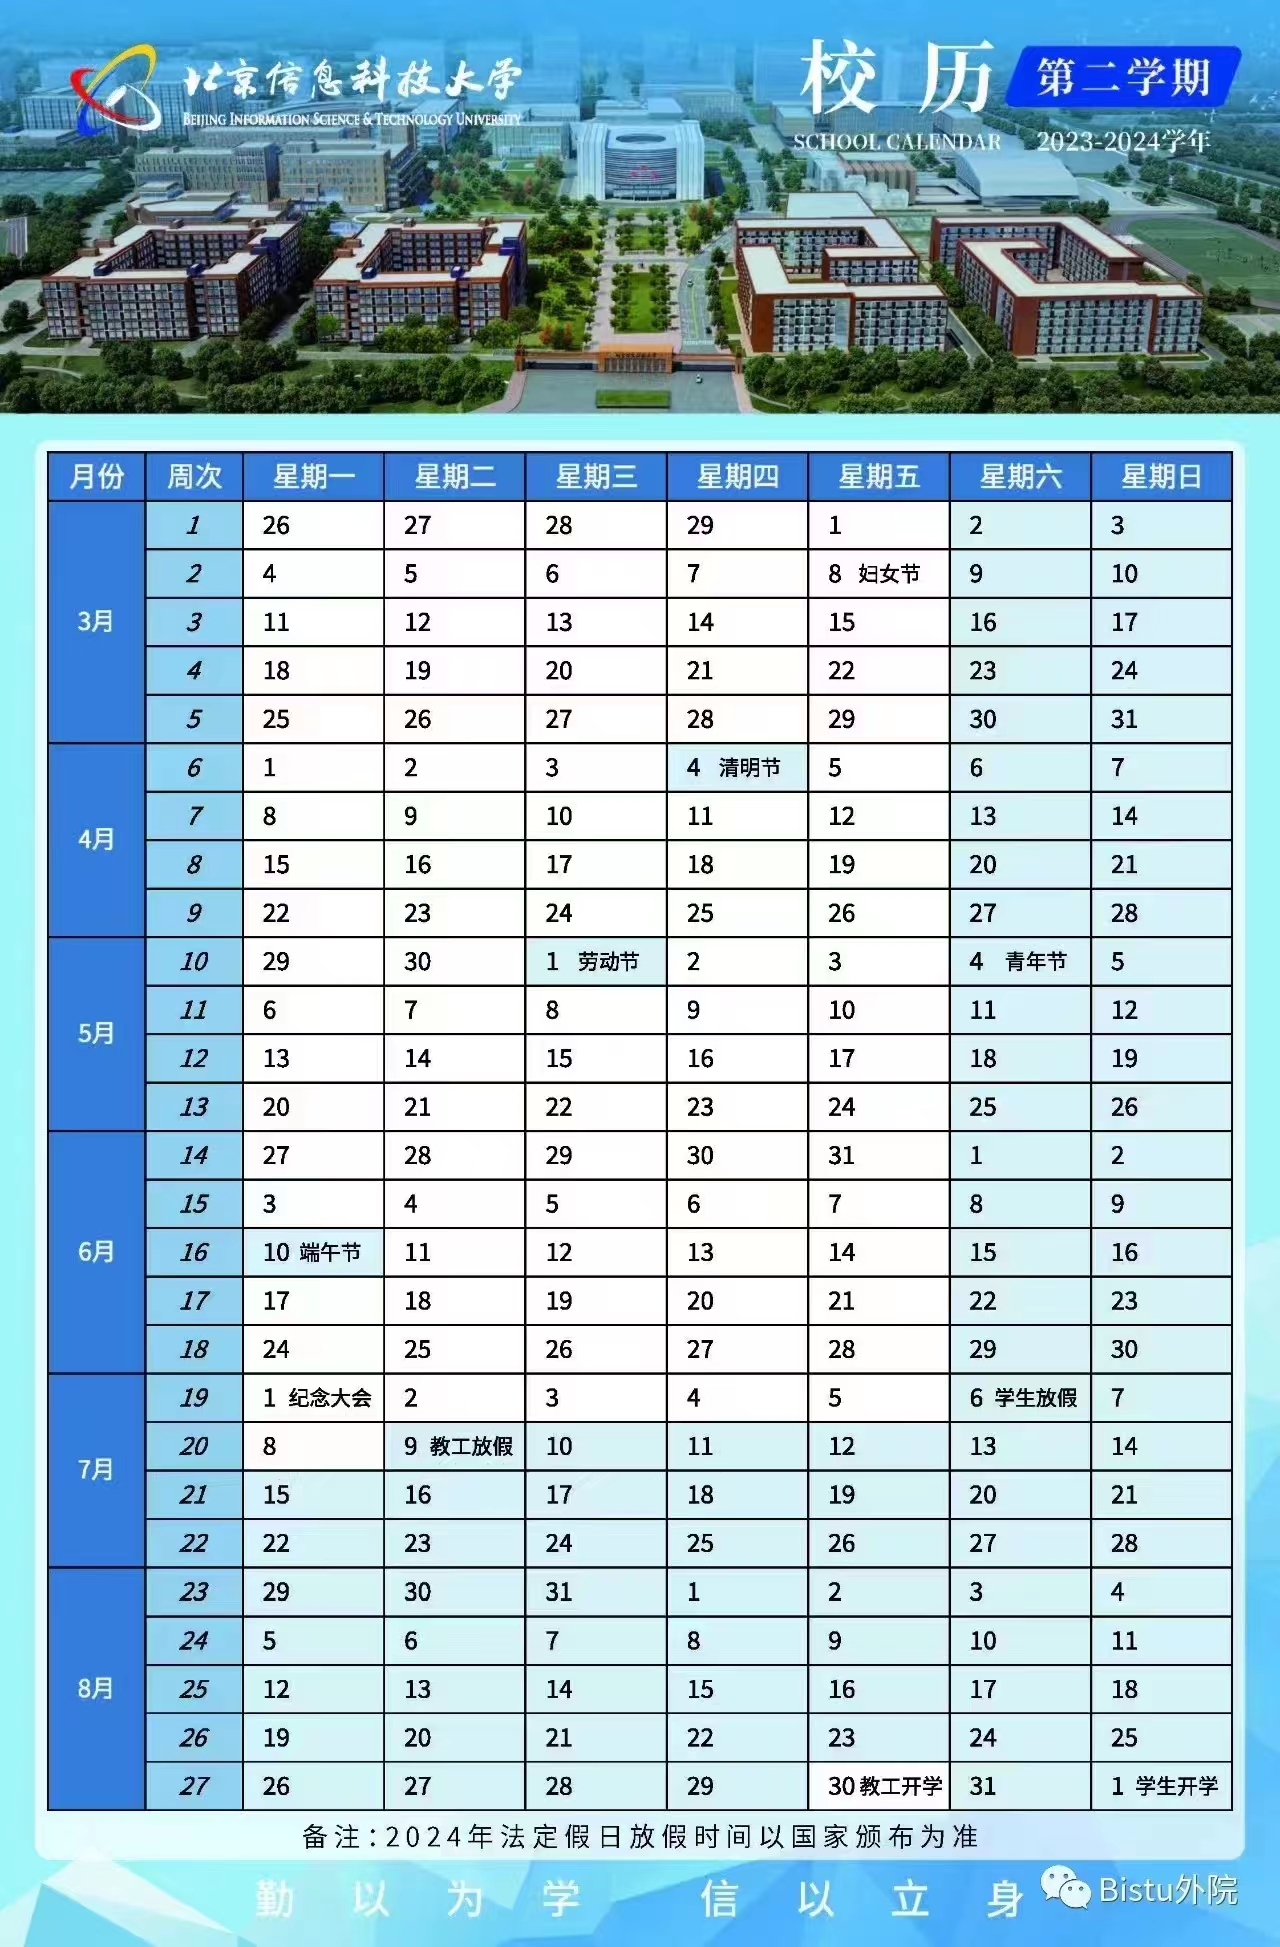 北京信息科技大学
BEIJING INFORMATION SCIENCE & TECHNOLOGY UNIVERSITY
校历 第二学期
SCHOOL CALENDAR 2023-2024学年
月份 周次 星期一 星期二 星期三 星期四 星期五 星期六 星期日
3月
1 26 27 28 29 1 2 3
2 4 5 6 7 8 妇女节 9 10
3 11 12 13 14 15 16 17
4 18 19 20 21 22 23 24
5 25 26 27 28 29 30 31
4月
6 1 2 3 4 清明节 5 6 7
7 8 9 10 11 12 13 14
8 15 16 17 18 19 20 21
9 22 23 24 25 26 27 28
5月
10 29 30 1 劳动节 2 3 4 青年节 5
11 6 7 8 9 10 11 12
12 13 14 15 16 17 18 19
13 20 21 22 23 24 25 26
6月
14 27 28 29 30 31 1 2
15 3 4 5 6 7 8 9
16 10 端午节 11 12 13 14 15 16
17 17 18 19 20 21 22 23
18 24 25 26 27 28 29 30
7月
19 1 纪念大会 2 3 4 5 6 学生放假 7
20 8 9 教工放假 10 11 12 13 14
21 15 16 17 18 19 20 21
22 22 23 24 25 26 27 28
8月
23 29 30 31 1 2 3 4
24 5 6 7 8 9 10 11
25 12 13 14 15 16 17 18
26 19 20 21 22 23 24 25
27 26 27 28 29 30 教工开学 31 1 学生开学
备注:2024年法定假日放假时间以国家颁布为准
勤以为学 信以立身
Bistu外院